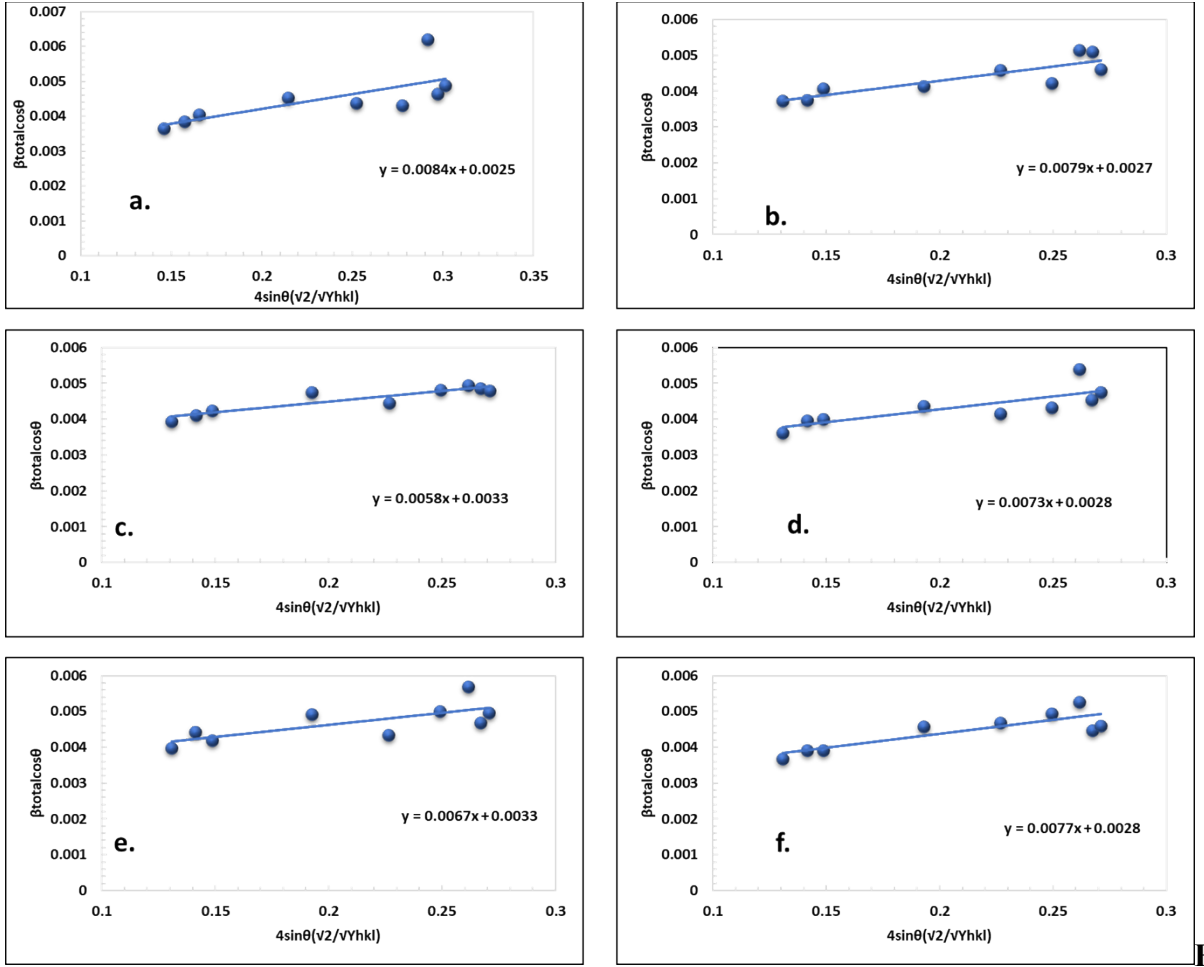 0.007
0.006
0.005
0.004
0.003
0.002
0.001
0
βtotalcosθ
y = 0.0084x + 0.0025
a.
0.1 0.15 0.2 0.25 0.3 0.35
4sinθ(√2/√Yhkl)
0.006
0.005
0.004
0.003
0.002
0.001
0
βtotalcosθ
y = 0.0079x + 0.0027
b.
0.1 0.15 0.2 0.25 0.3
4sinθ(√2/√Yhkl)
0.006
0.005
0.004
0.003
0.002
0.001
0
βtotalcosθ
y = 0.0058x + 0.0033
c.
0.1 0.15 0.2 0.25 0.3
4sinθ(√2/√Yhkl)
0.006
0.005
0.004
0.003
0.002
0.001
0
βtotalcosθ
y = 0.0073x + 0.0028
d.
0.1 0.15 0.2 0.25 0.3
4sinθ(√2/√Yhkl)
0.006
0.005
0.004
0.003
0.002
0.001
0
βtotalcosθ
y = 0.0067x + 0.0033
e.
0.1 0.15 0.2 0.25 0.3
4sinθ(√2/√Yhkl)
0.006
0.005
0.004
0.003
0.002
0.001
0
βtotalcosθ
y = 0.0077x + 0.0028
f.
0.1 0.15 0.2 0.25 0.3
4sinθ(√2/√Yhkl)